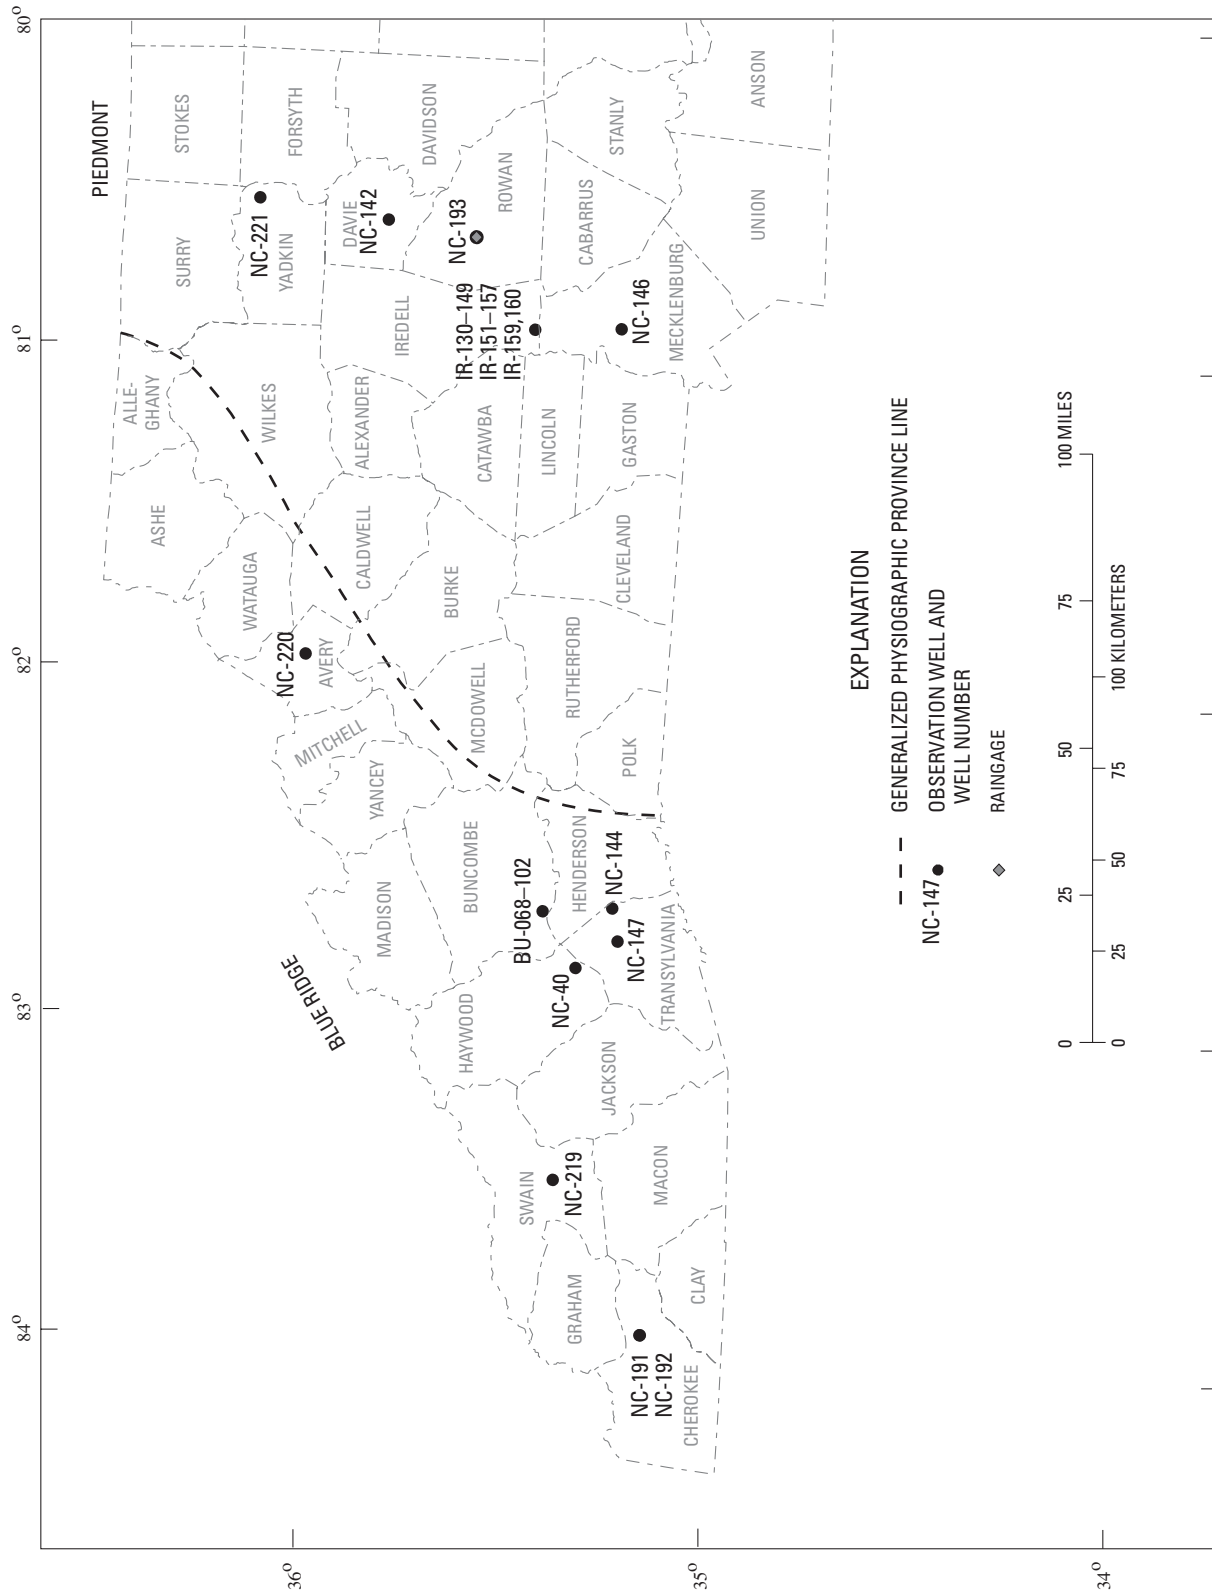 84°
83°
82°
81°
80°
36°
35°
34°
BLUE RIDGE
PIEDMONT
ASHE
ALLE-
GHANY
SURRY
STOKES
WATAUGA
WILKES
YADKIN
NC-221
FORSYTH
NC-220
AVERY
MITCHELL
CALDWELL
ALEXANDER
IREDELL
DAVIE
NC-142
DAVIDSON
MADISON
YANCEY
BURKE
CATAWBA
NC-193
ROWAN
HAYWOOD
BUNCOMBE
MCDOWELL
IR-130–149
IR-151–157
IR-159,160
SWAIN
NC-219
BU-068–102
LINCOLN
CABARRUS
STANLY
GRAHAM
JACKSON
NC-40
HENDERSON
NC-144
NC-147
TRANSYLVANIA
RUTHERFORD
POLK
CLEVELAND
GASTON
NC-146
MECKLENBURG
NC-191
NC-192
CHEROKEE
CLAY
MACON
UNION
ANSON
EXPLANATION
GENERALIZED PHYSIOGRAPHIC PROVINCE LINE
NC-147
OBSERVATION WELL AND
WELL NUMBER
RAINGAGE
0 25 50 75 100 MILES
0 25 50 75 100 KILOMETERS